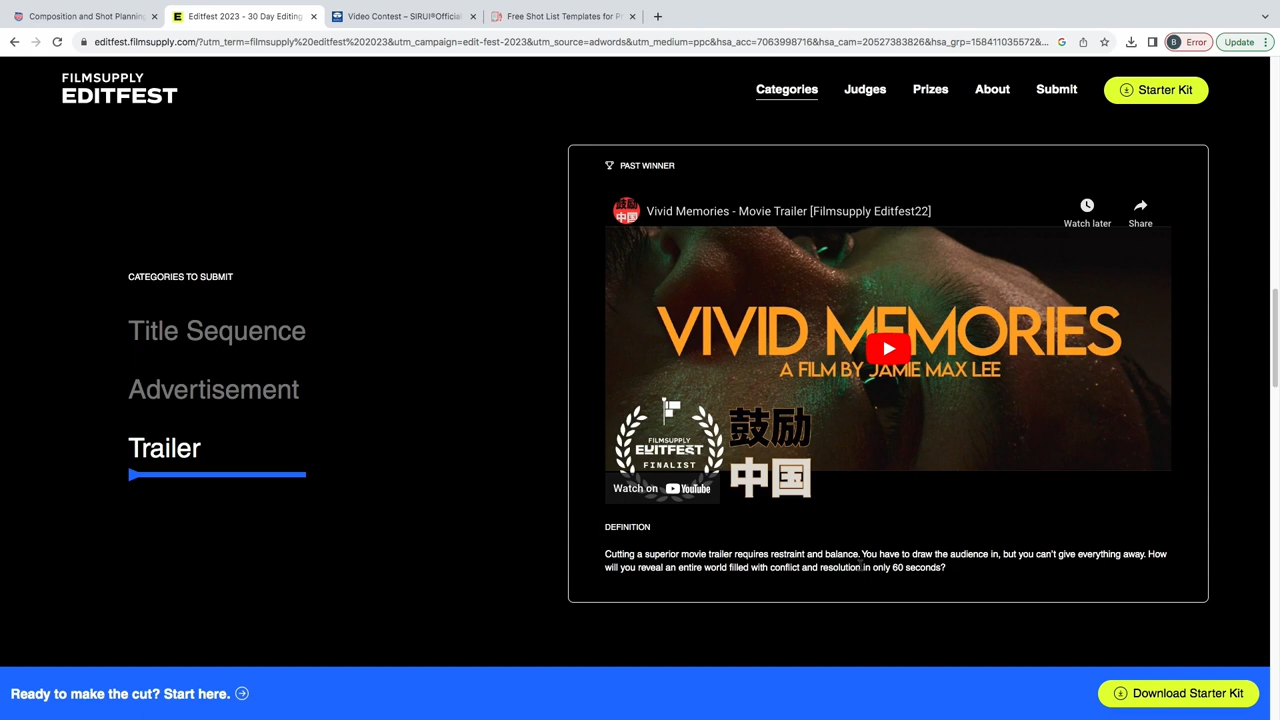 Composition and Shot Planning
Editfest 2023 - 30 Day Editing
Video Contest – SIRUI®Official
Free Shot List Templates for P
editfest.filmsupply.com/?utm_term=filmsupply%20editfest%202023&utm_campaign=edit-fest-2023&utm_source=adwords&utm_medium=ppc&hsa_acc=7063998716&hsa_cam=20527383826&hsa_grp=158411035572&...
B Error
Update
FILMSUPPLY
EDITFEST
Categories
Judges
Prizes
About
Submit
Starter Kit
PAST WINNER
鼓励
中国
Vivid Memories - Movie Trailer [Filmsupply Editfest22]
Watch later
Share
VIVID MEMORIES
A FILM BY JAMIE MAX LEE
FILMSUPPLY
EDITFEST
FINALIST
鼓励
中国
Watch on YouTube
CATEGORIES TO SUBMIT
Title Sequence
Advertisement
Trailer
DEFINITION
Cutting a superior movie trailer requires restraint and balance. You have to draw the audience in, but you can't give everything away. How
will you reveal an entire world filled with conflict and resolution in only 60 seconds?
Ready to make the cut? Start here.
Download Starter Kit